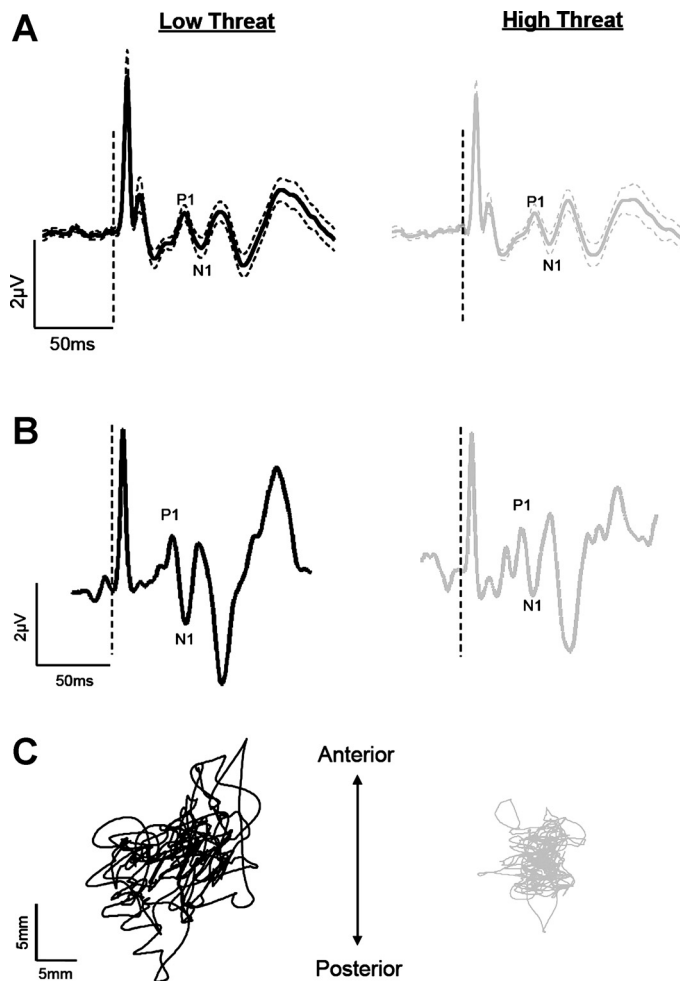 A
Low Threat
High Threat
P1
N1
2µV
50ms
P1
N1
B
P1
N1
2µV
50ms
P1
N1
C
Anterior
Posterior
5mm
5mm